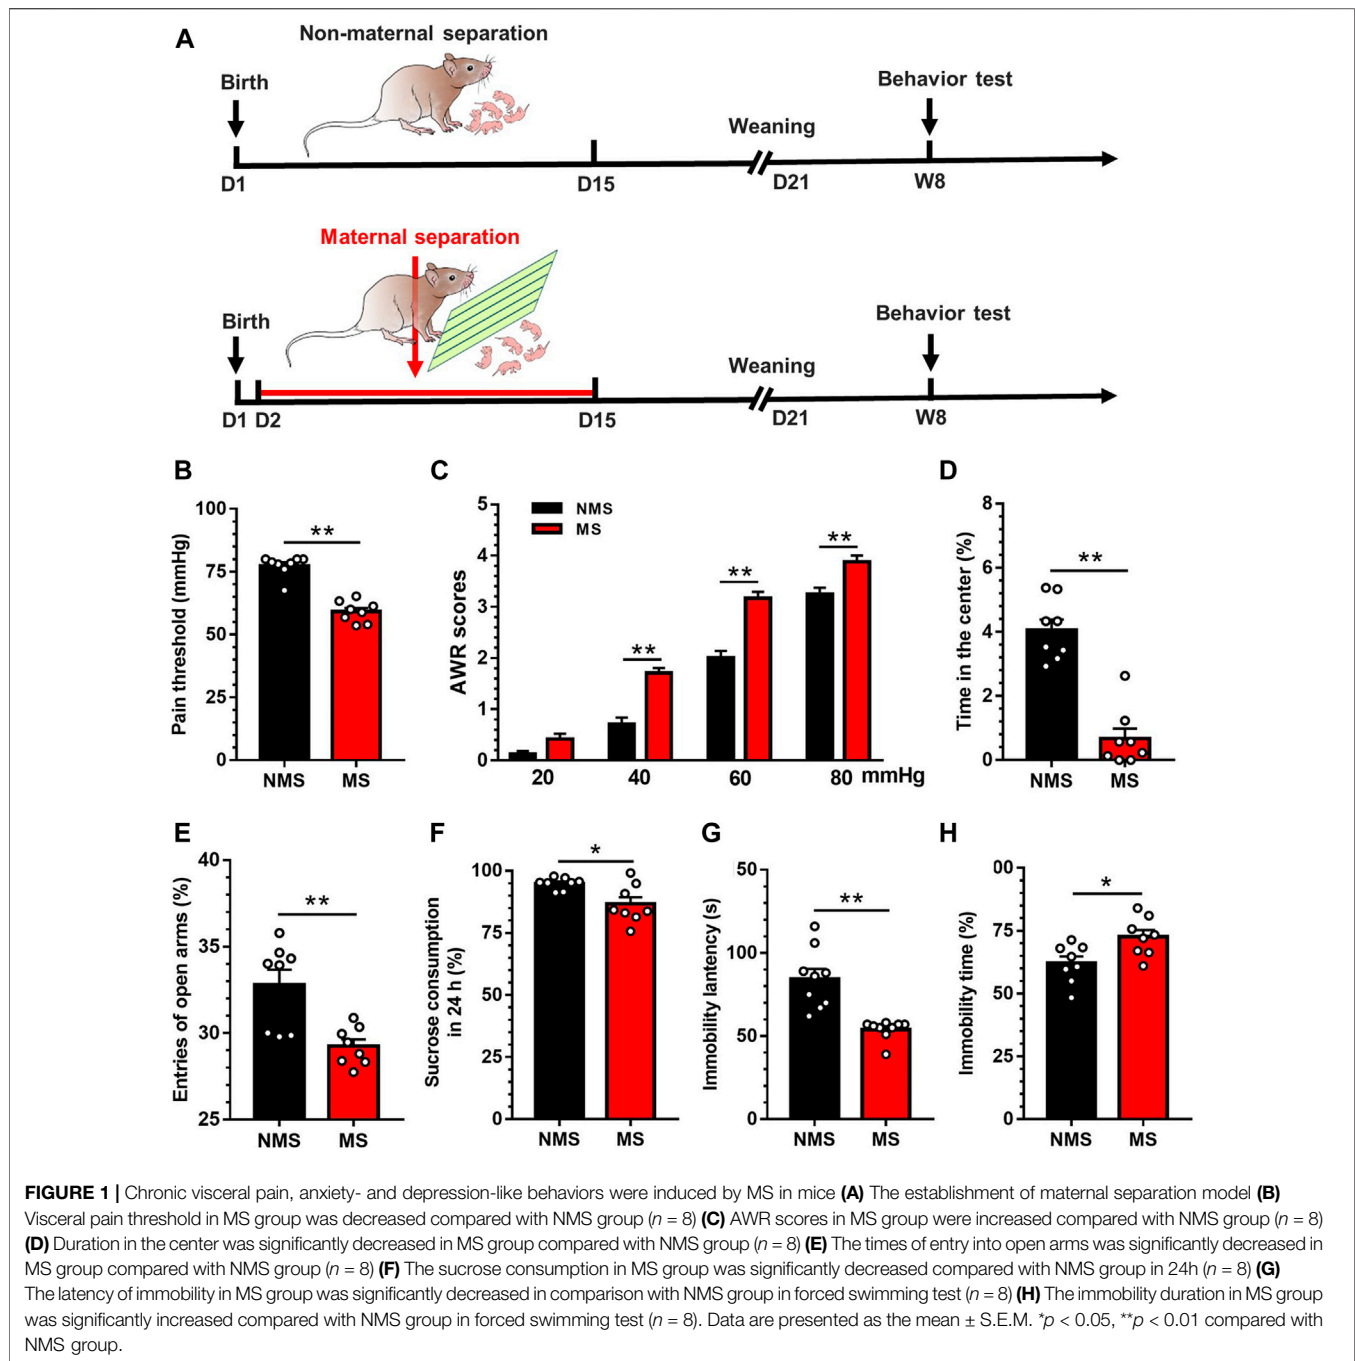 A
Non-maternal separation
Birth
Behavior test
Weaning
D1
D15
D21
W8
Maternal separation
Birth
Behavior test
Weaning
D1 D2
D15
D21
W8
B
Pain threshold (mmHg)
100
75
50
25
0
**
NMS
MS
C
AWR scores
5
4
3
2
1
0
NMS
MS
**
**
**
20
40
60
80 mmHg
D
Time in the center (%)
8
6
4
2
0
**
NMS
MS
E
Entries of open arms (%)
40
35
30
25
**
NMS
MS
F
Sucrose consumption
in 24 h (%)
100
75
50
25
0
*
NMS
MS
G
Immobility lantency (s)
50
100
50
0
**
NMS
MS
H
Immobility time (%)
00
75
50
25
00
*
NMS
MS
FIGURE 1 | Chronic visceral pain, anxiety- and depression-like behaviors were induced by MS in mice (A) The establishment of maternal separation model (B)
Visceral pain threshold in MS group was decreased compared with NMS group (n = 8) (C) AWR scores in MS group were increased compared with NMS group (n = 8)
(D) Duration in the center was significantly decreased in MS group compared with NMS group (n = 8) (E) The times of entry into open arms was significantly decreased in
MS group compared with NMS group (n = 8) (F) The sucrose consumption in MS group was significantly decreased compared with NMS group in 24h (n = 8) (G)
The latency of immobility in MS group was significantly decreased in comparison with NMS group in forced swimming test (n = 8) (H) The immobility duration in MS group
was significantly increased compared with NMS group in forced swimming test (n = 8). Data are presented as the mean ± S.E.M. *p < 0.05, **p < 0.01 compared with
NMS group.